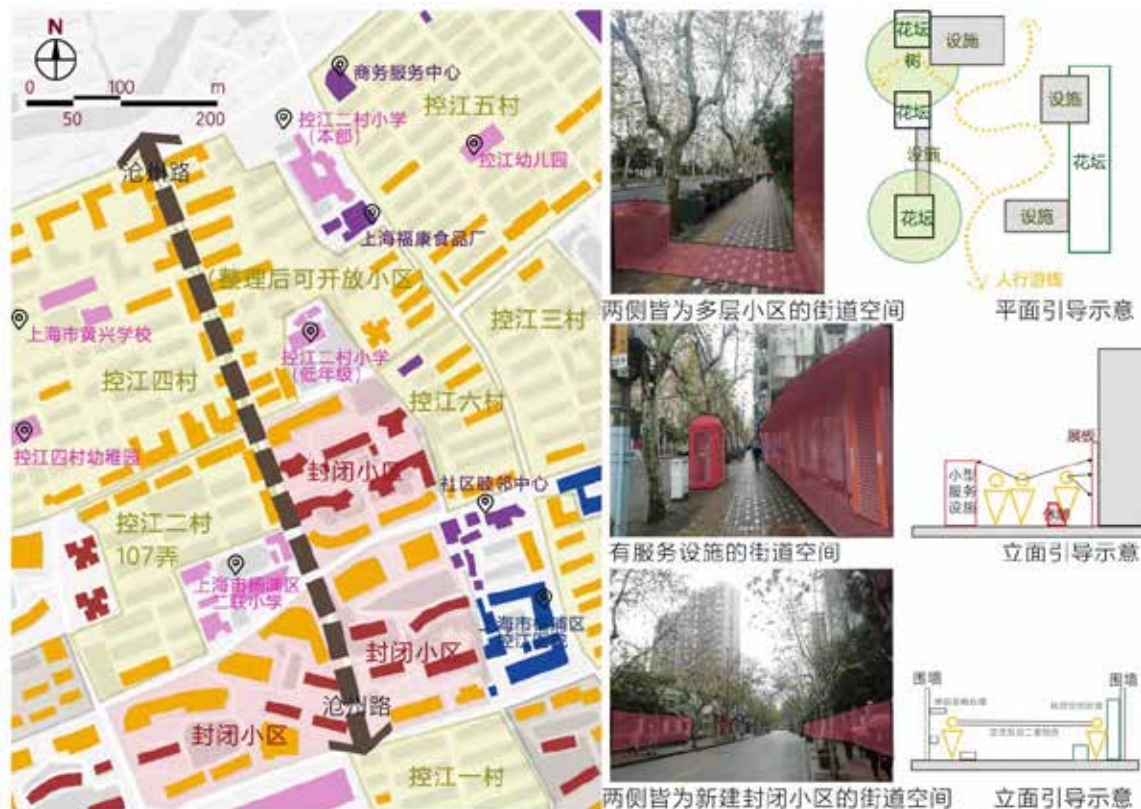 N
0
100
m
50
200
商务服务中心
控江五村
控江二村小学
(本部)
控江幼儿园
沧州路
上海福康食品厂
(整理后可开放小区)
上海市黄兴学校
控江三村
控江二村小学
(低年级)
控江四村
控江六村
控江四村幼稚园
封闭小区
社区睦邻中心
控江二村
107弄
上海市杨浦区
二联小学
上海市杨浦区
封闭小区
沧州路
封闭小区
控江一村
花坛
设施
树
花坛
设施
设施
花坛
花坛
设施
人行游线
两侧皆为多层小区的街道空间
平面引导示意
展板
小型
服务
设施
有服务设施的街道空间
立面引导示意
围墙
围墙
两侧皆为新建封闭小区的街道空间
立面引导示意